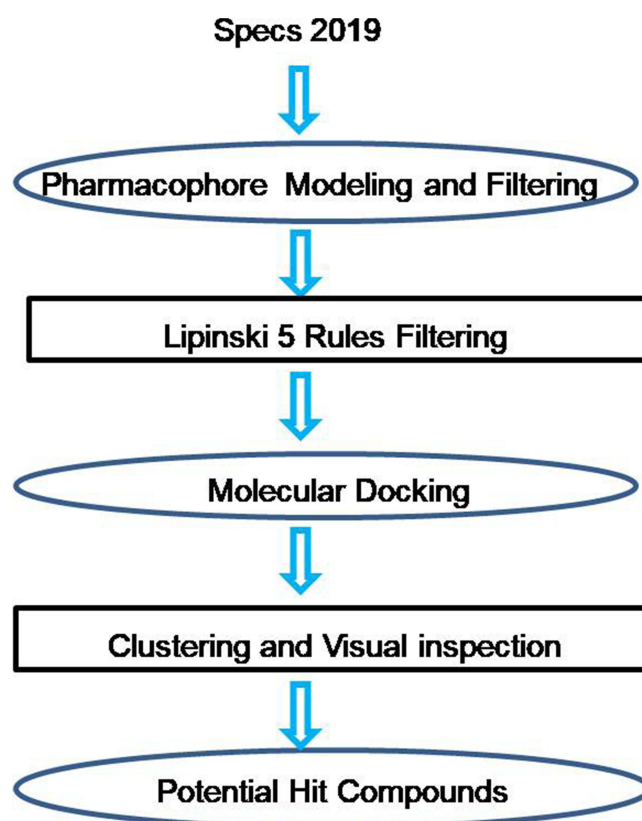 Specs 2019
Pharmacophore Modeling and Filtering
Lipinski 5 Rules Filtering
Molecular Docking
Clustering and Visual inspection
Potential Hit Compounds